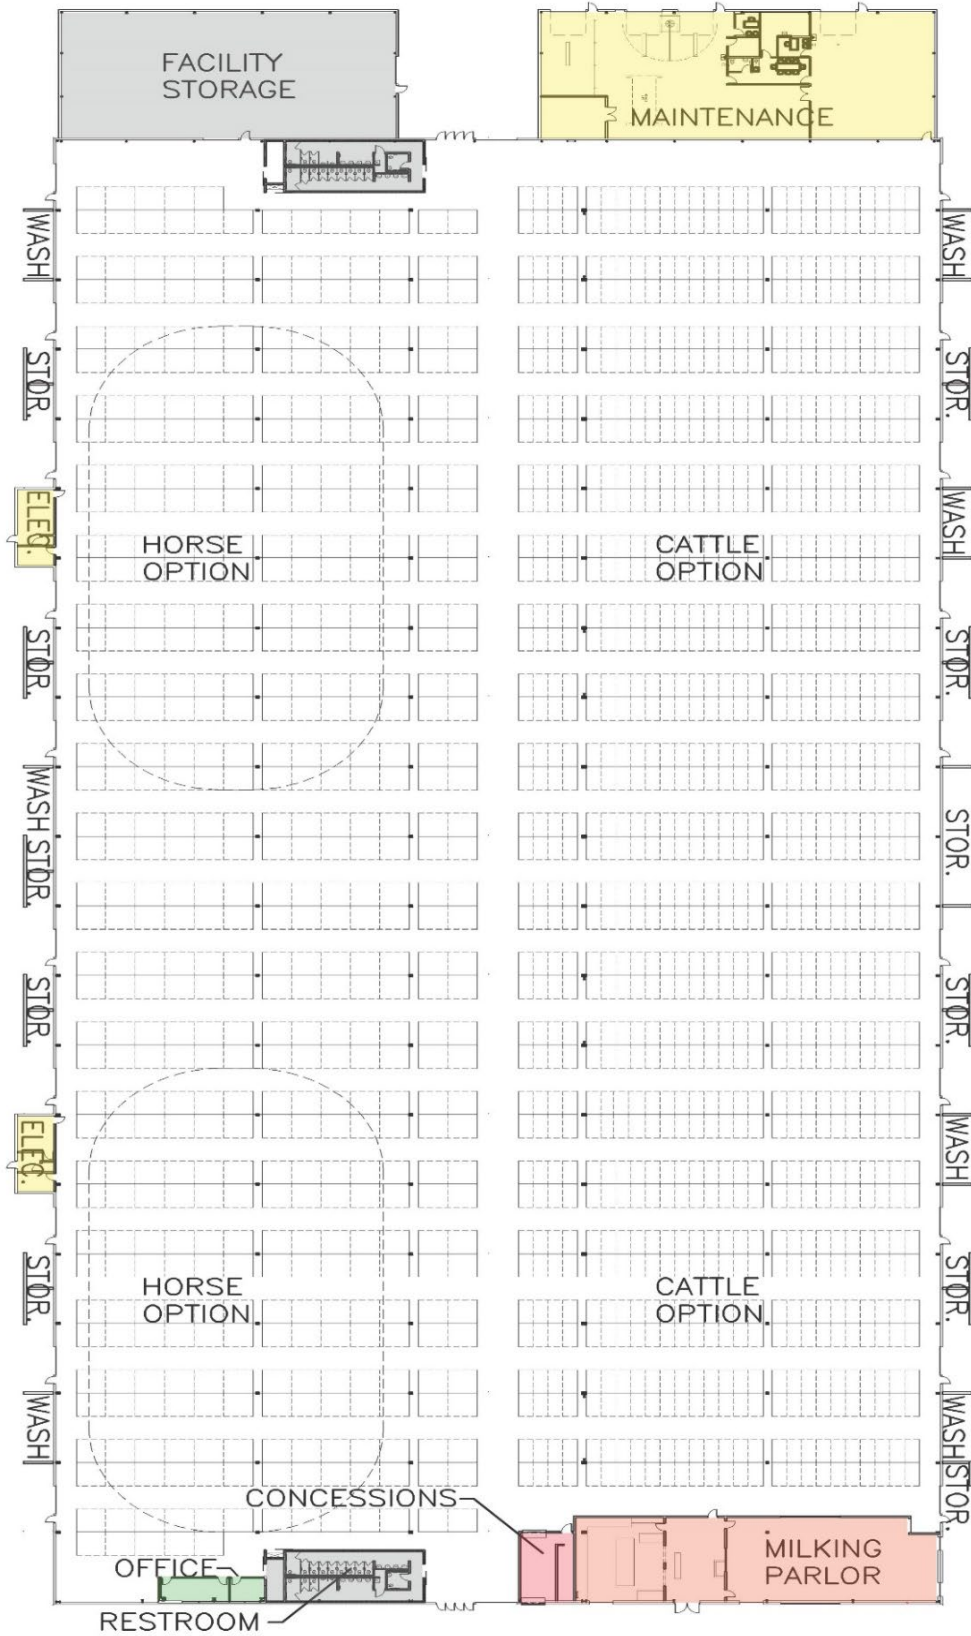 FACILITY
STORAGE
MAINTENANCE
WASH
WASH
STOR.
STOR.
ELEC.
HORSE
OPTION
CATTLE
OPTION
WASH
STOR.
STOR.
WASH
STOR.
STOR.
STOR.
STOR.
ELEC.
WASH
STOR.
HORSE
OPTION
CATTLE
OPTION
STOR.
WASH
WASH
STOR.
CONCESSIONS
OFFICE
RESTROOM
MILKING
PARLOR